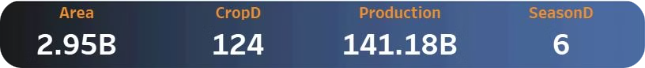 Area CropD Production SeasonD
2.95B 124 141.18B 6